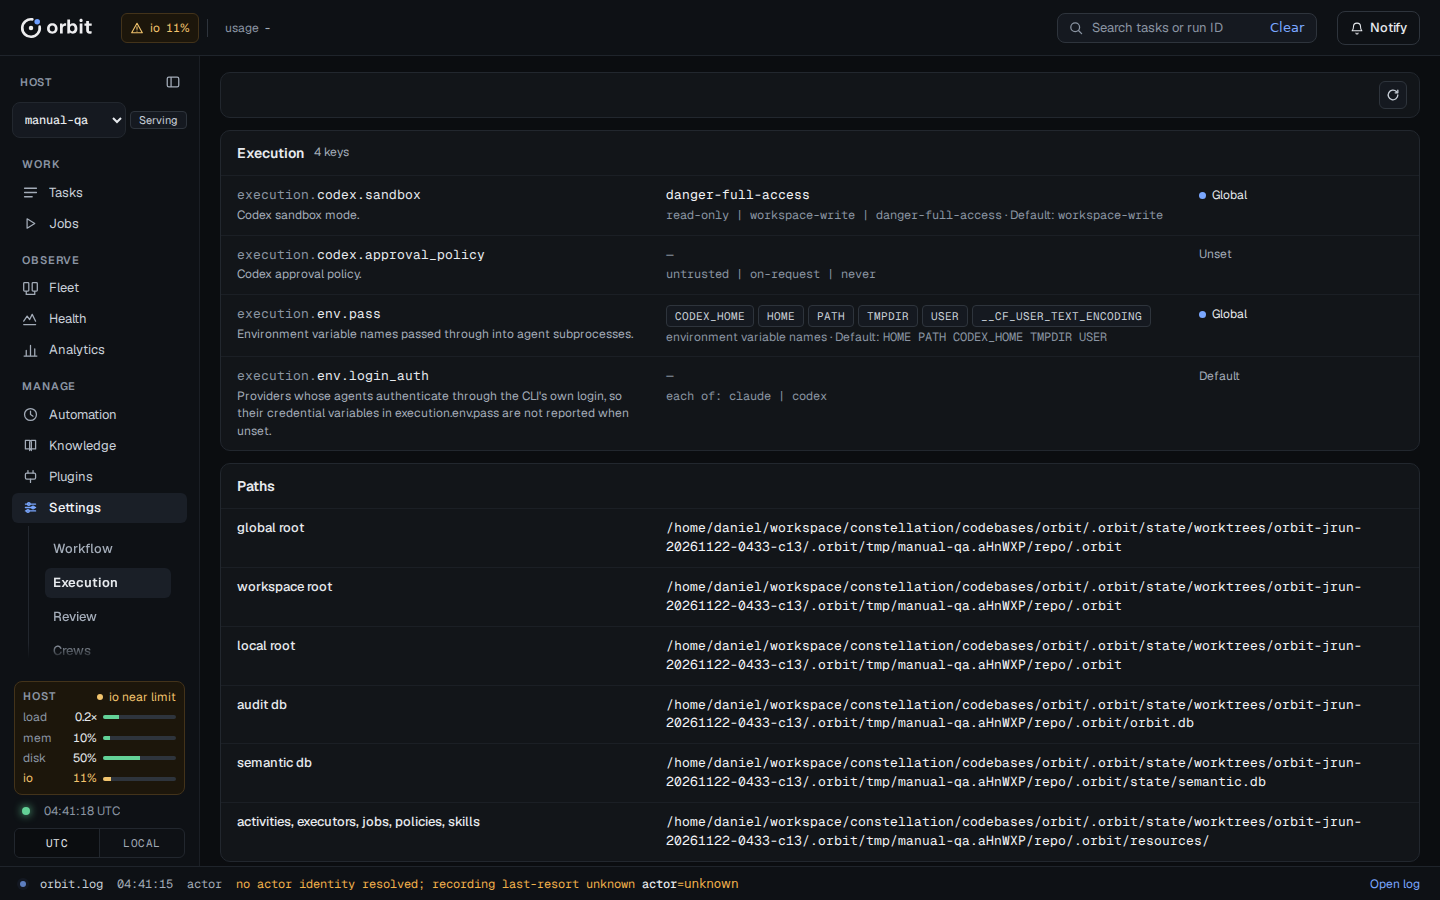 orbit
io 11%
usage -
Search tasks or run ID
Clear
Notify
HOST
manual-qa
Serving
WORK
Tasks
Jobs
OBSERVE
Fleet
Health
Analytics
MANAGE
Automation
Knowledge
Plugins
Settings
Workflow
Execution
Review
Crews
HOST
io near limit
load 0.2×
mem 10%
disk 50%
io 11%
04:41:18 UTC
UTC
LOCAL
Execution 4 keys
execution.codex.sandbox
Codex sandbox mode.
danger-full-access
read-only | workspace-write | danger-full-access · Default: workspace-write
Global
execution.codex.approval_policy
Codex approval policy.
—
untrusted | on-request | never
Unset
execution.env.pass
Environment variable names passed through into agent subprocesses.
CODEX_HOME HOME PATH TMPDIR USER __CF_USER_TEXT_ENCODING
environment variable names · Default: HOME PATH CODEX_HOME TMPDIR USER
Global
execution.env.login_auth
Providers whose agents authenticate through the CLI's own login, so
their credential variables in execution.env.pass are not reported when
unset.
—
each of: claude | codex
Default
Paths
global root
/home/daniel/workspace/constellation/codebases/orbit/.orbit/state/worktrees/orbit-jrun-
20261122-0433-c13/.orbit/tmp/manual-qa.aHnWXP/repo/.orbit
workspace root
/home/daniel/workspace/constellation/codebases/orbit/.orbit/state/worktrees/orbit-jrun-
20261122-0433-c13/.orbit/tmp/manual-qa.aHnWXP/repo/.orbit
local root
/home/daniel/workspace/constellation/codebases/orbit/.orbit/state/worktrees/orbit-jrun-
20261122-0433-c13/.orbit/tmp/manual-qa.aHnWXP/repo/.orbit
audit db
/home/daniel/workspace/constellation/codebases/orbit/.orbit/state/worktrees/orbit-jrun-
20261122-0433-c13/.orbit/tmp/manual-qa.aHnWXP/repo/.orbit/orbit.db
semantic db
/home/daniel/workspace/constellation/codebases/orbit/.orbit/state/worktrees/orbit-jrun-
20261122-0433-c13/.orbit/tmp/manual-qa.aHnWXP/repo/.orbit/state/semantic.db
activities, executors, jobs, policies, skills
/home/daniel/workspace/constellation/codebases/orbit/.orbit/state/worktrees/orbit-jrun-
20261122-0433-c13/.orbit/tmp/manual-qa.aHnWXP/repo/.orbit/resources/
orbit.log 04:41:15 actor no actor identity resolved; recording last-resort unknown actor=unknown
Open log